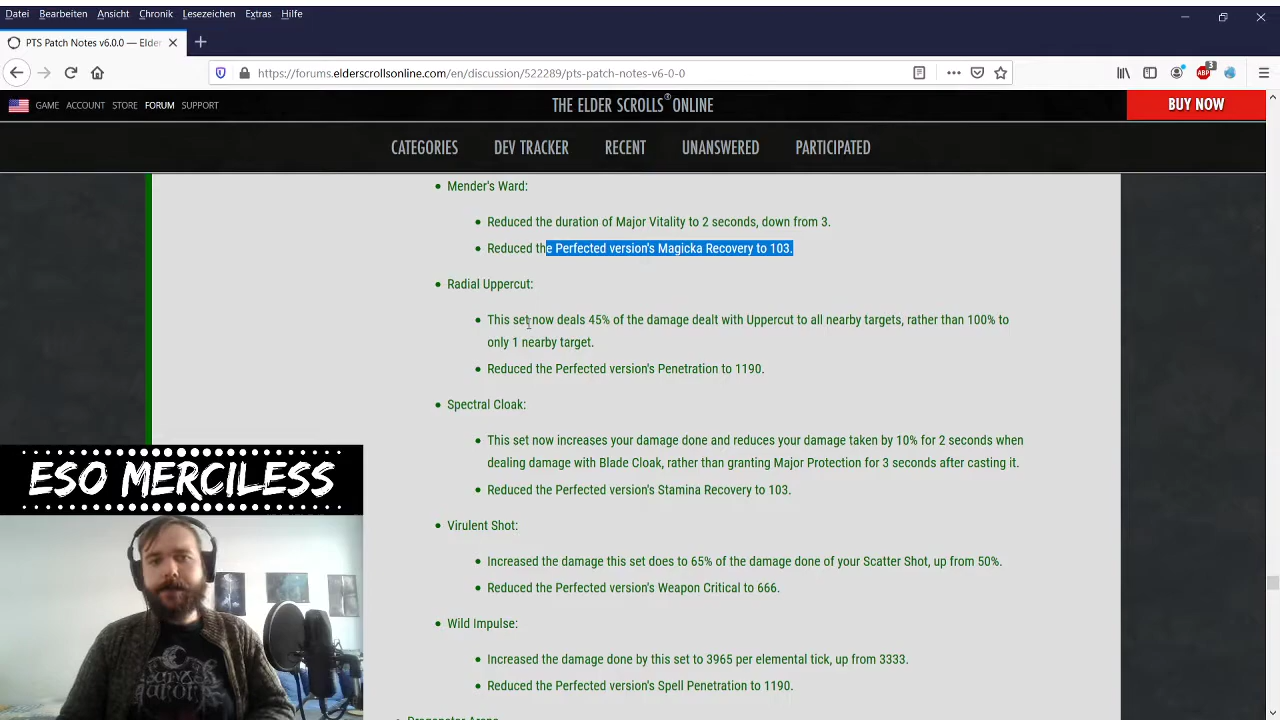 Datei Bearbeiten Ansicht Chronik Lesezeichen Extras Hilfe
PTS Patch Notes v6.0.0 — Elder
https://forums.elderscrollsonline.com/en/discussion/522289/pts-patch-notes-v6-0-0
ABP 3
GAME ACCOUNT STORE FORUM SUPPORT
THE ELDER SCROLLS® ONLINE
BUY NOW
CATEGORIES DEV TRACKER RECENT UNANSWERED PARTICIPATED
Mender's Ward:
Reduced the duration of Major Vitality to 2 seconds, down from 3.
Reduced the Perfected version's Magicka Recovery to 103.
Radial Uppercut:
This set now deals 45% of the damage dealt with Uppercut to all nearby targets, rather than 100% to
only 1 nearby target.
Reduced the Perfected version's Penetration to 1190.
Spectral Cloak:
This set now increases your damage done and reduces your damage taken by 10% for 2 seconds when
dealing damage with Blade Cloak, rather than granting Major Protection for 3 seconds after casting it.
Reduced the Perfected version's Stamina Recovery to 103.
ESO MERCILESS
Virulent Shot:
Increased the damage this set does to 65% of the damage done of your Scatter Shot, up from 50%.
Reduced the Perfected version's Weapon Critical to 666.
Wild Impulse:
Increased the damage done by this set to 3965 per elemental tick, up from 3333.
Reduced the Perfected version's Spell Penetration to 1190.